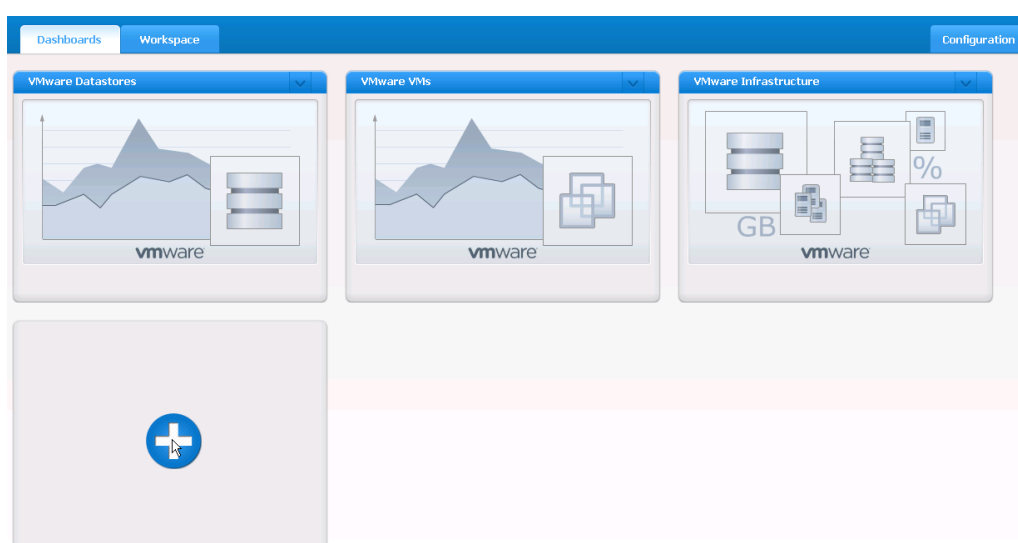 Dashboards Workspace Configuration
VMware Datastores VMware VMs VMware Infrastructure
%
GB
vmware vmware vmware